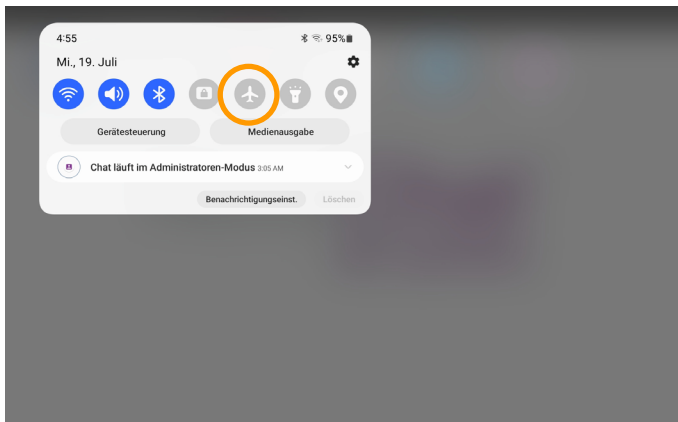 4:55
95%
Mi., 19. Juli
Gerätesteuerung
Medienausgabe
Chat läuft im Administratoren-Modus 3:05 AM
Benachrichtigungseinst.
Löschen